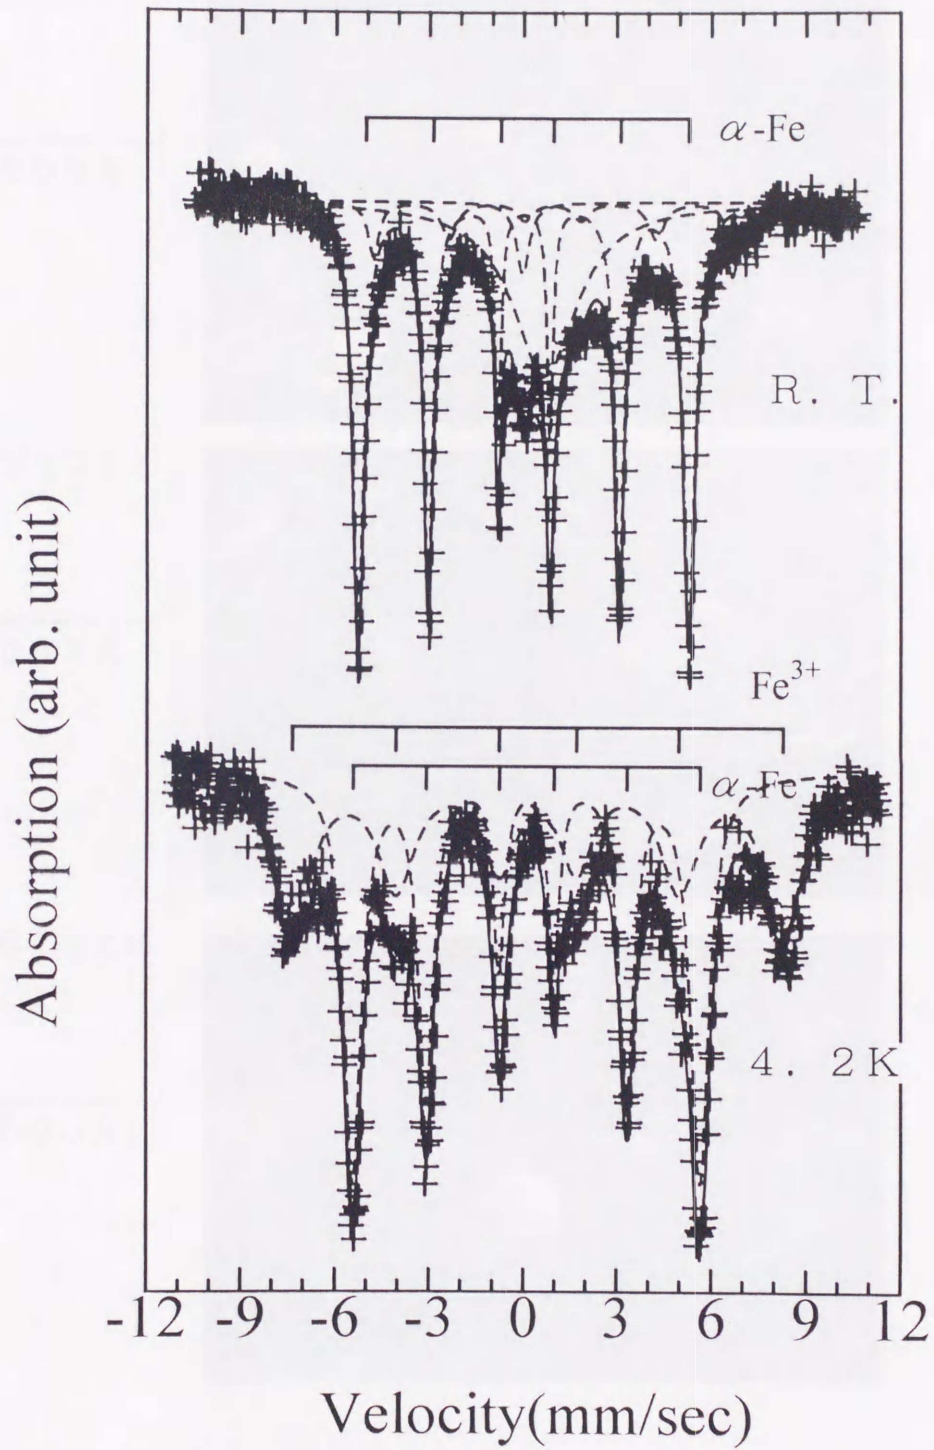 α-Fe
R. T.
Absorption (arb. unit)
Fe³⁺
α-Fe
4. 2K
-12 -9 -6 -3 0 3 6 9 12
Velocity(mm/sec)